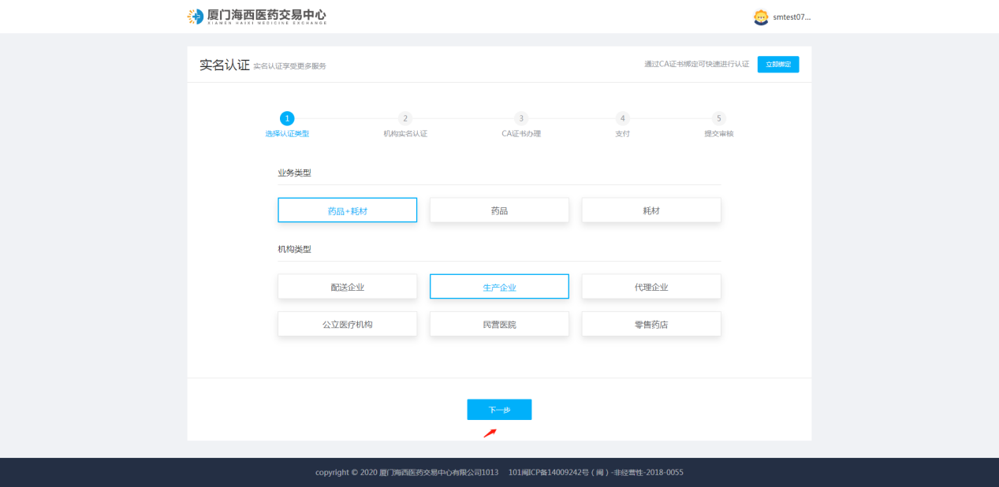 厦门海西医药交易中心
XIAMEN HAIXI MEDICINE EXCHANGE
smtest07...
实名认证 实名认证享受更多服务
通过CA证书绑定可快速进行认证 立即绑定
1 2 3 4 5
选择认证类型 机构实名认证 CA证书办理 支付 提交审核
业务类型
药品+耗材 药品 耗材
机构类型
配送企业 生产企业 代理企业
公立医疗机构 民营医院 零售药店
下一步
copyright © 2020 厦门海西医药交易中心有限公司1013 101闽ICP备14009242号 ( 闽 ) -非经营性-2018-0055